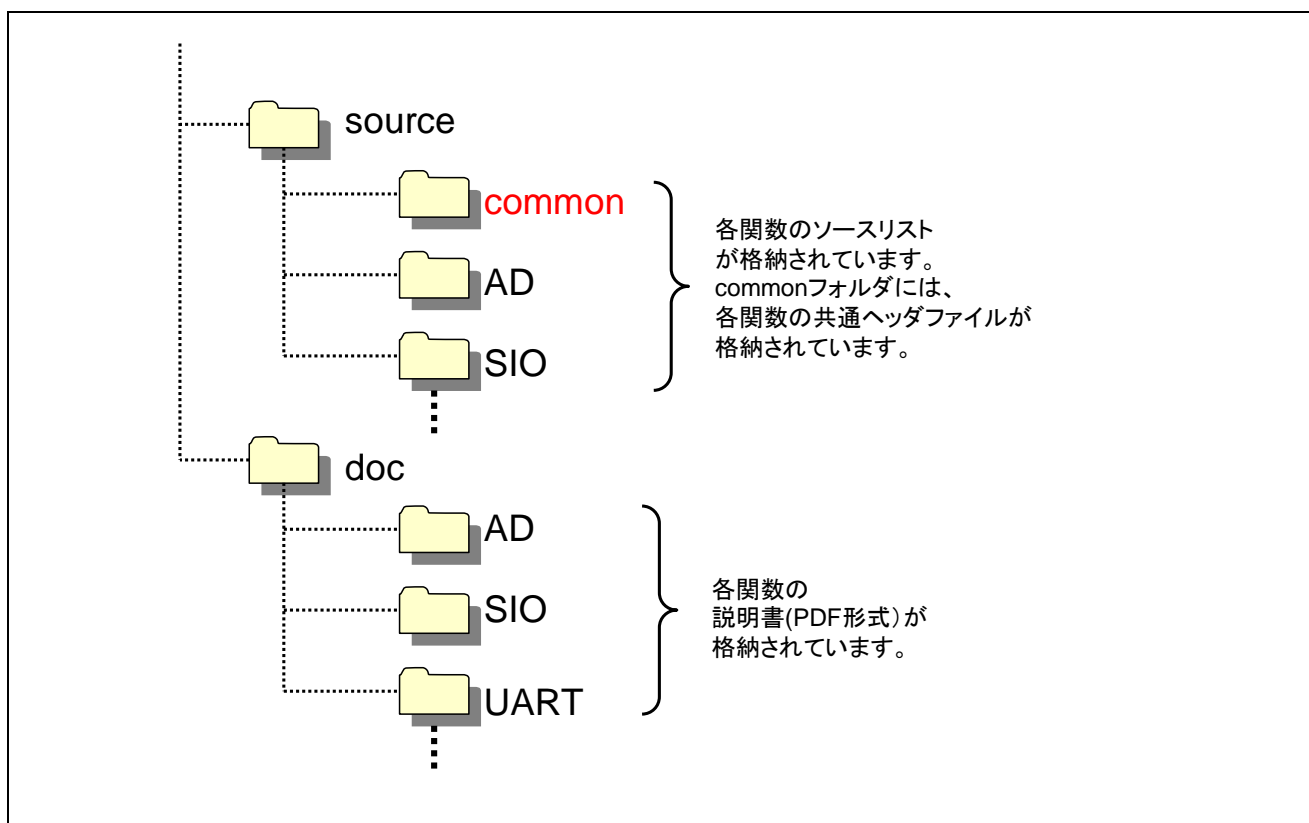 source
common
AD
SIO
各関数のソースリスト
が格納されています。
commonフォルダには、
各関数の共通ヘッダファイルが
格納されています。
doc
AD
SIO
UART
各関数の
説明書(PDF形式）が
格納されています。